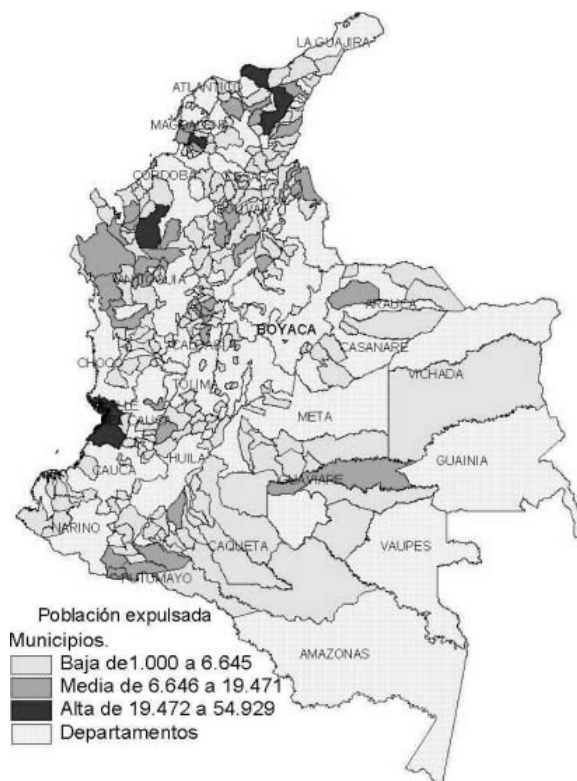 LA GUAJIRA
ATLANTICO
MAGDALENA
CORDOBA
CESAR
BOLIVAR
ANTIOQUIA
ARAUCA
BOYACA
CALDAS
CASANARE
CHOCO
VICHADA
TOLIMA
META
VALLE
CAUCA
GUAINIA
HUILA
CAUCA
GUAVIARE
NARINO
CAQUETA
VAUPES
PUTUMAYO
AMAZONAS
Población expulsada
Municipios.
Baja de1.000 a 6.645
Media de 6.646 a 19.471
Alta de 19.472 a 54.929
Departamentos